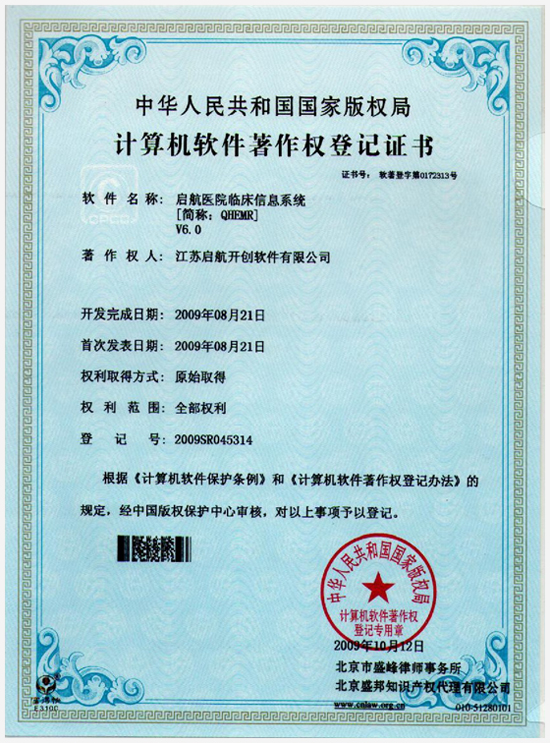 中华人民共和国国家版权局
计算机软件著作权登记证书
证书号： 软著登字第0172313号
CPCC
软件名称： 启航医院临床信息系统
[简称：QHEMR]
V6.0
著作权人： 江苏启航开创软件有限公司
开发完成日期： 2009年08月21日
首次发表日期： 2009年08月21日
权利取得方式： 原始取得
权利范围： 全部权利
登记号： 2009SR045314
根据《计算机软件保护条例》和《计算机软件著作权登记办法》的
规定，经中国版权保护中心审核，对以上事项予以登记。
中华人民共和国国家版权局
计算机软件著作权
登记专用章
2009年10月12日
北京市盛峰律师事务所
北京盛邦知识产权代理有限公司
www.cnlaw.org.cn 010-51280101